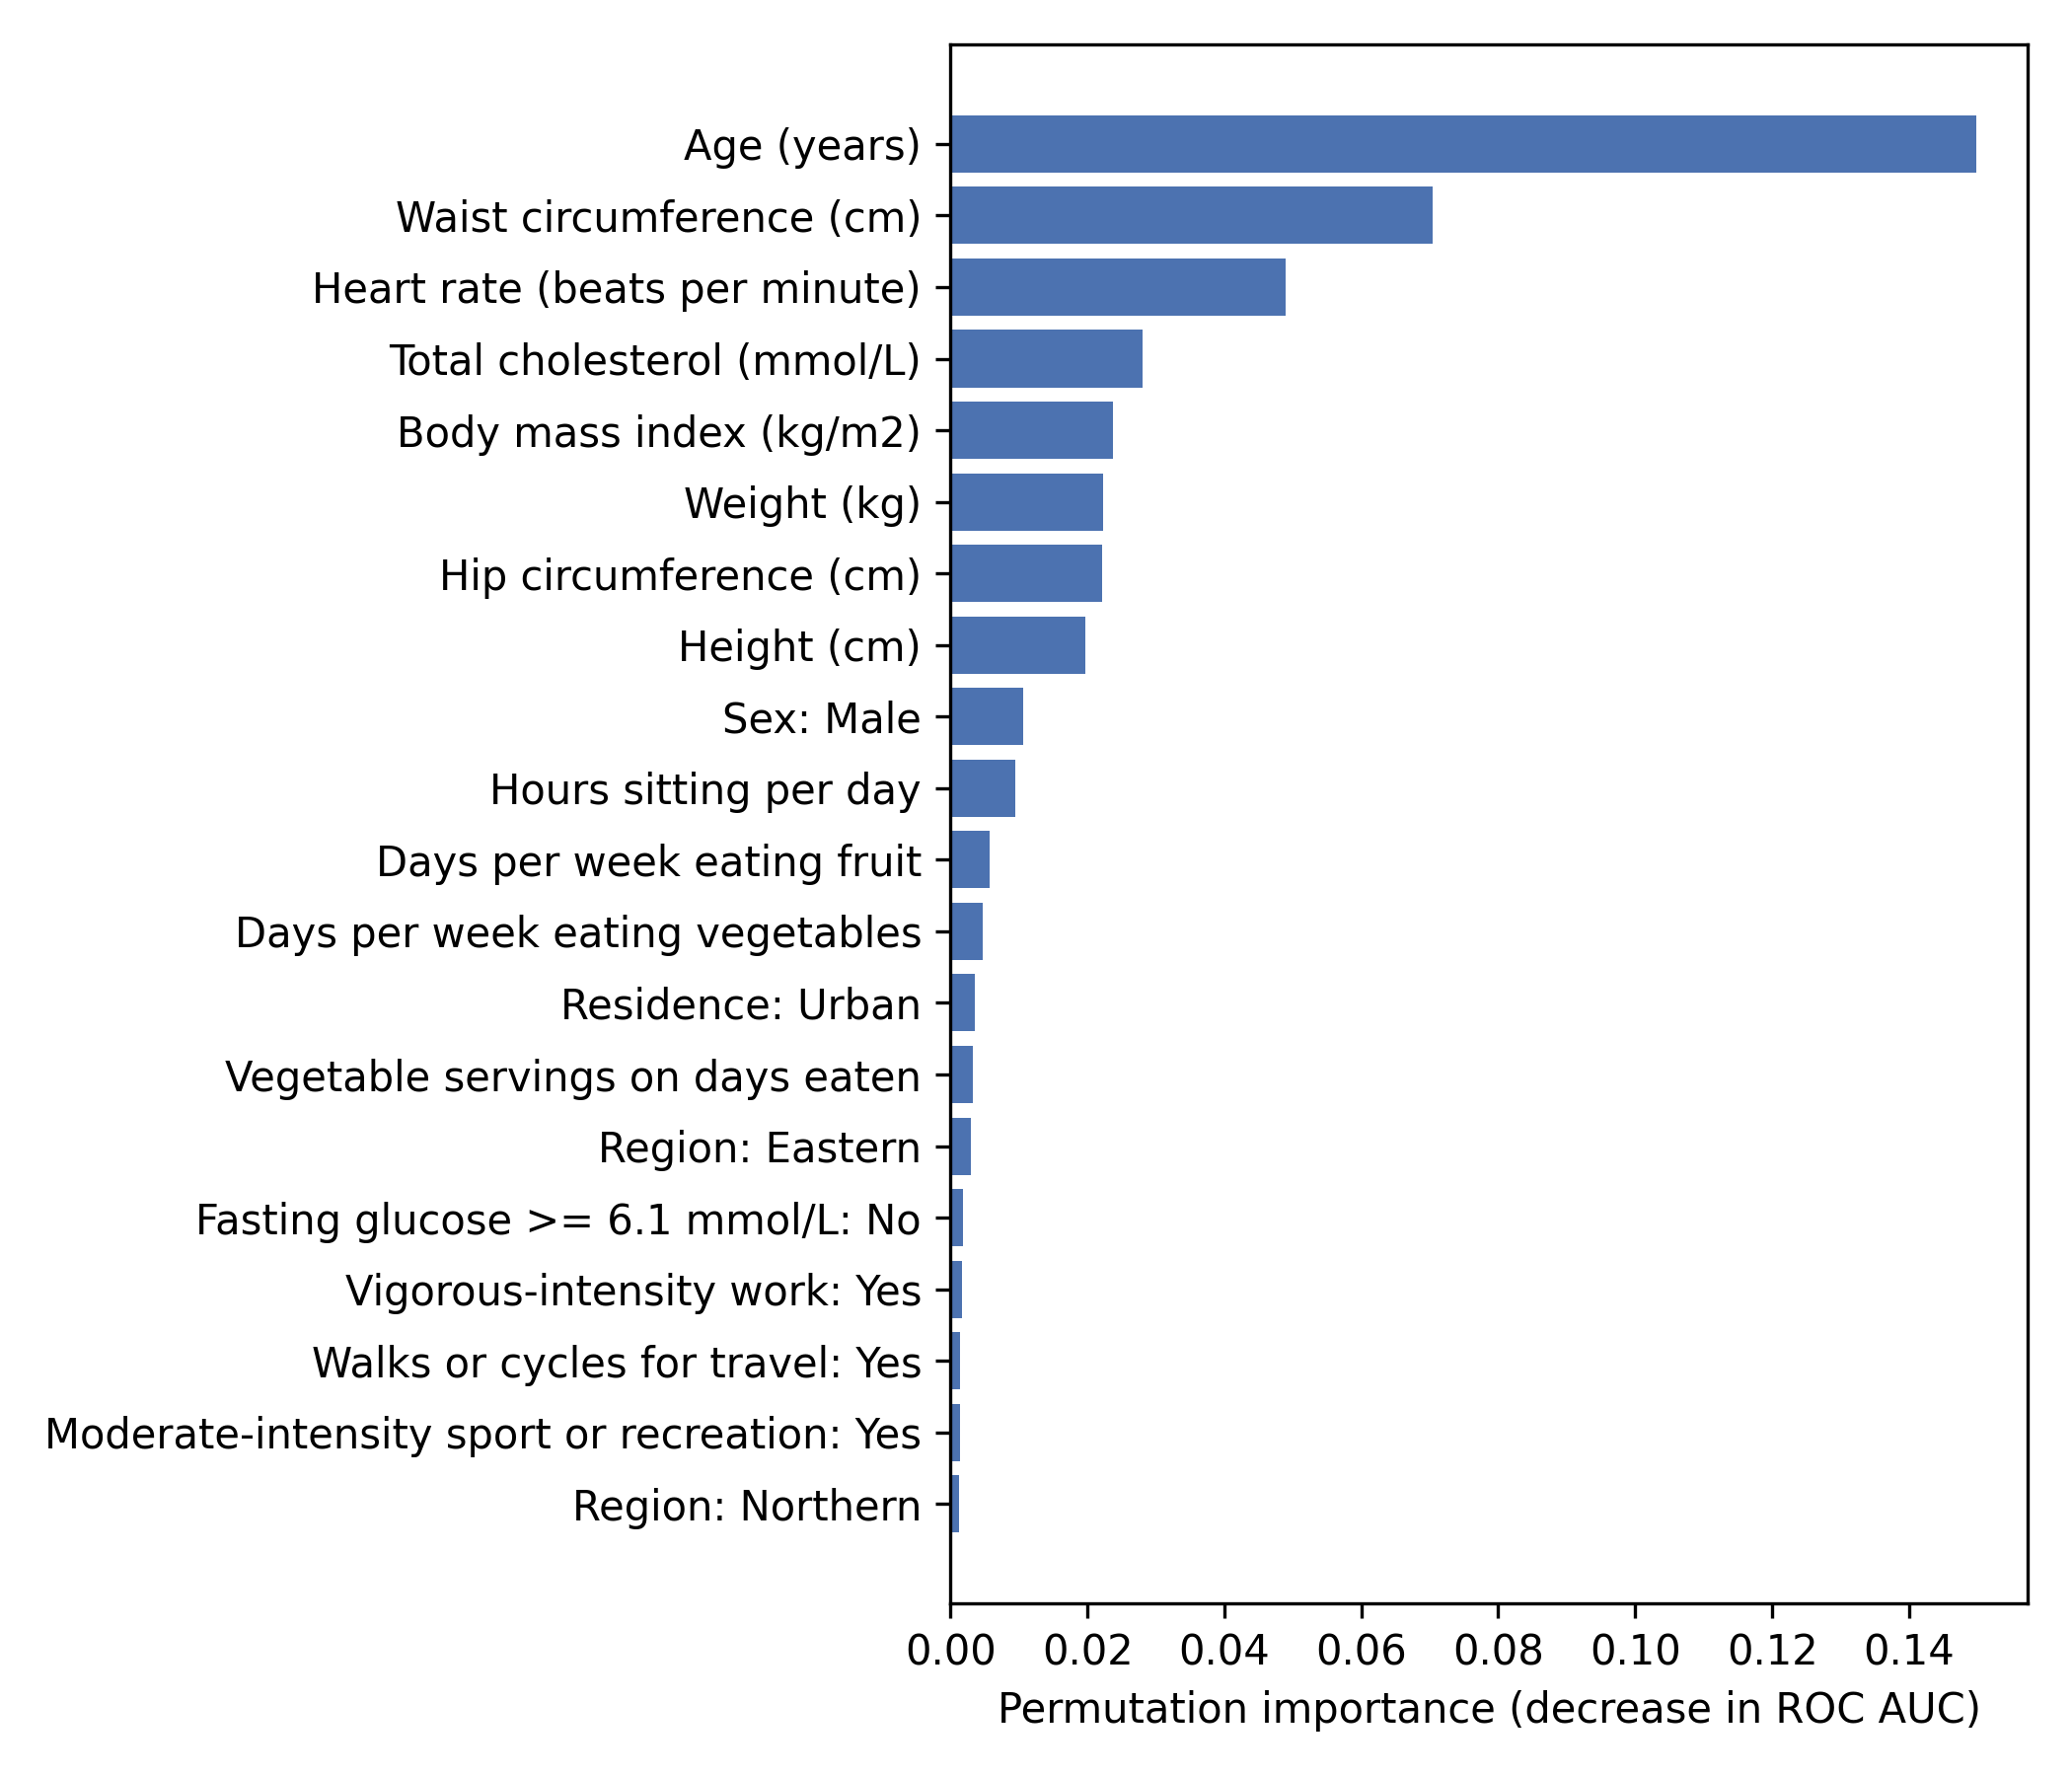 Age (years)
Waist circumference (cm)
Heart rate (beats per minute)
Total cholesterol (mmol/L)
Body mass index (kg/m2)
Weight (kg)
Hip circumference (cm)
Height (cm)
Sex: Male
Hours sitting per day
Days per week eating fruit
Days per week eating vegetables
Residence: Urban
Vegetable servings on days eaten
Region: Eastern
Fasting glucose >= 6.1 mmol/L: No
Vigorous-intensity work: Yes
Walks or cycles for travel: Yes
Moderate-intensity sport or recreation: Yes
Region: Northern
0.00 0.02 0.04 0.06 0.08 0.10 0.12 0.14
Permutation importance (decrease in ROC AUC)